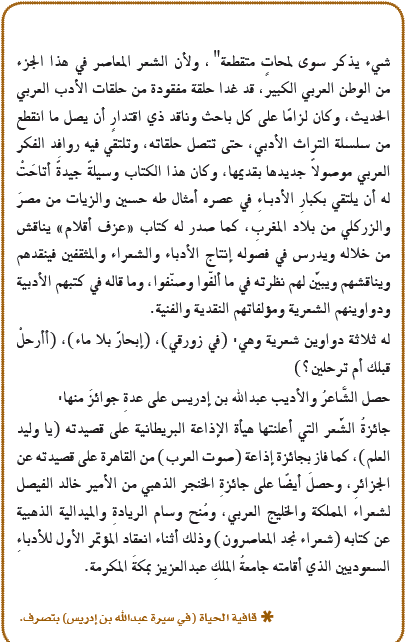 شيء يذكر سوى لمحاتٍ متقطعة"، ولأن الشعر المعاصر في هذا الجزء
من الوطن العربي الكبير، قد غدا حلقة مفقودة من حلقات الأدب العربي
الحديث، وكان لزامًا على كل باحث وناقد ذي اقتدارٍ أن يصل ما انقطع
من سلسلة التراث الأدبي، حتى تتصل حلقاته، وتلتقي فيه روافد الفكر
العربي موصولاً جديدها بقديمها، وكان هذا الكتاب وسيلةً جيدةً أتاحَتْ
له أن يلتقي بكبارِ الأدباءِ في عصره أمثال طه حسين والزيات من مصرَ
والزركلي من بلاد المغربِ، كما صدر له كتاب «عزف أقلام» يناقش
من خلاله ويدرس في فصوله إنتاج الأدباء والشعراء والمثقفين فينقدهم
ويناقشهم ويبيّن لهم نظرته في ما ألفّوا وصنّفوا، وما قاله في كتبهم الأدبية
ودواوينهم الشعرية ومؤلفاتهم النقدية والفنية.
له ثلاثة دواوين شعرية وهي: (في زورقي)، (إبحارٌ بلا ماء)، (أأرحلْ
قبلك أم ترحلين؟)
حصل الشَّاعرُ والأديب عبدالله بن إدريس على عدةِ جوائزَ منها:
جائزةُ الشّعر التي أعلنتها هيأة الإذاعة البريطانية على قصيدته (يا وليد
العلم)، كما فاز بجائزة إذاعة (صوت العرب) من القاهرة على قصيدته عن
الجزائرِ، وحصلَ أيضًا على جائزةِ الخنجر الذهبي من الأمير خالد الفيصل
لشعراء المملكة والخليج العربي، ومُنح وسام الريادةِ والميدالية الذهبية
عن كتابه (شعراء نجد المعاصرون) وذلك أثناء انعقاد المؤتمر الأول للأدباءِ
السعوديين الذي أقامته جامعةُ الملكِ عبدالعزيز بمكةَ المكرمة.
* قافية الحياة (في سيرة عبدالله بن إدريس) بتصرف.